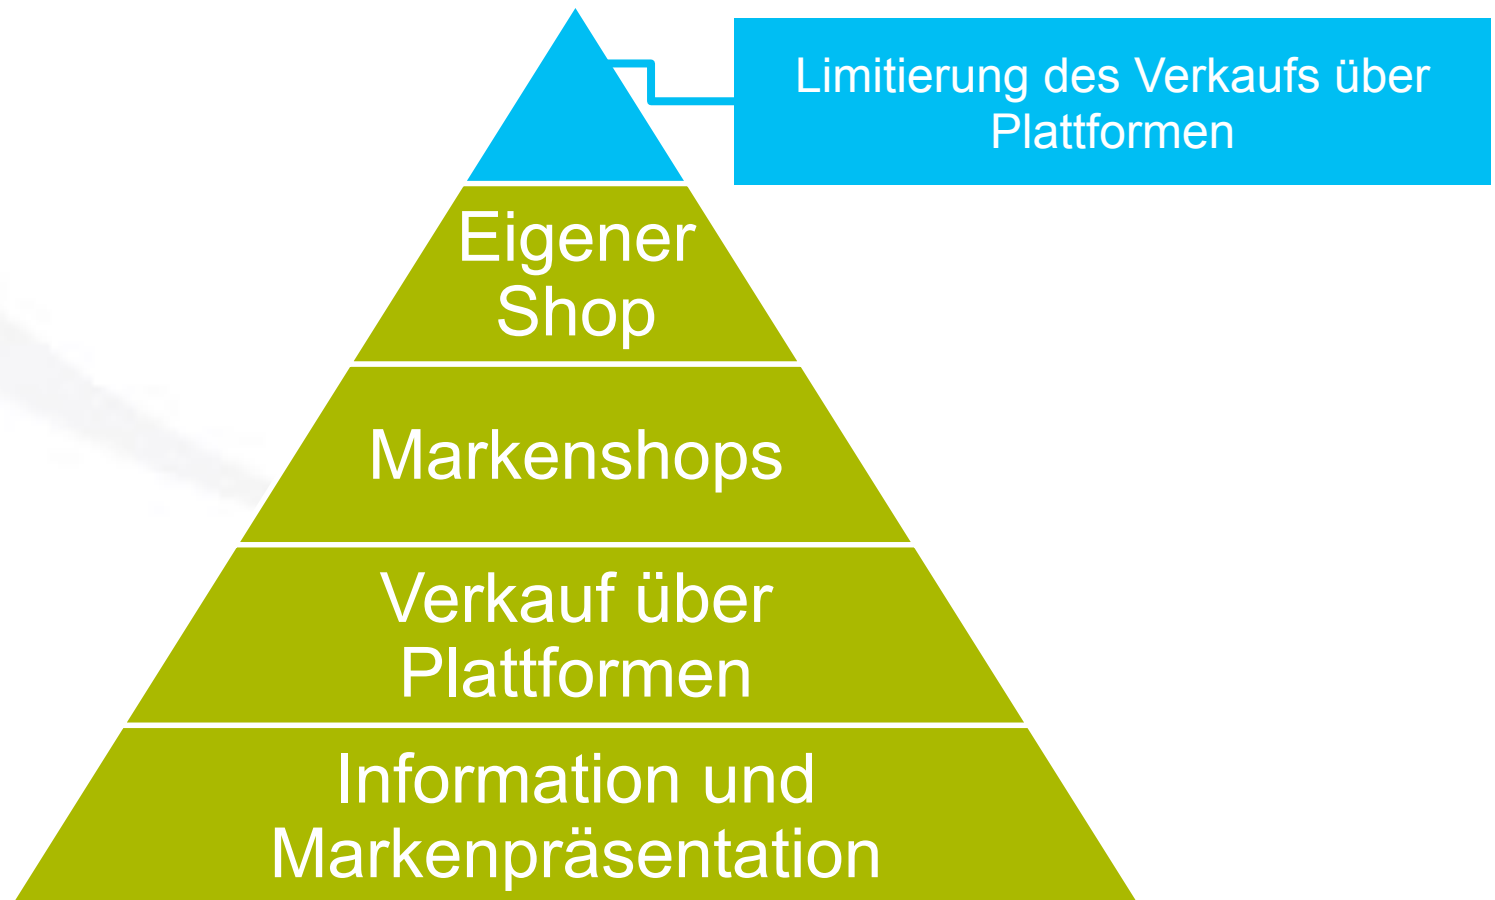 Limitierung des Verkaufs über
Plattformen
Eigener
Shop
Markenshops
Verkauf über
Plattformen
Information und
Markenpräsentation